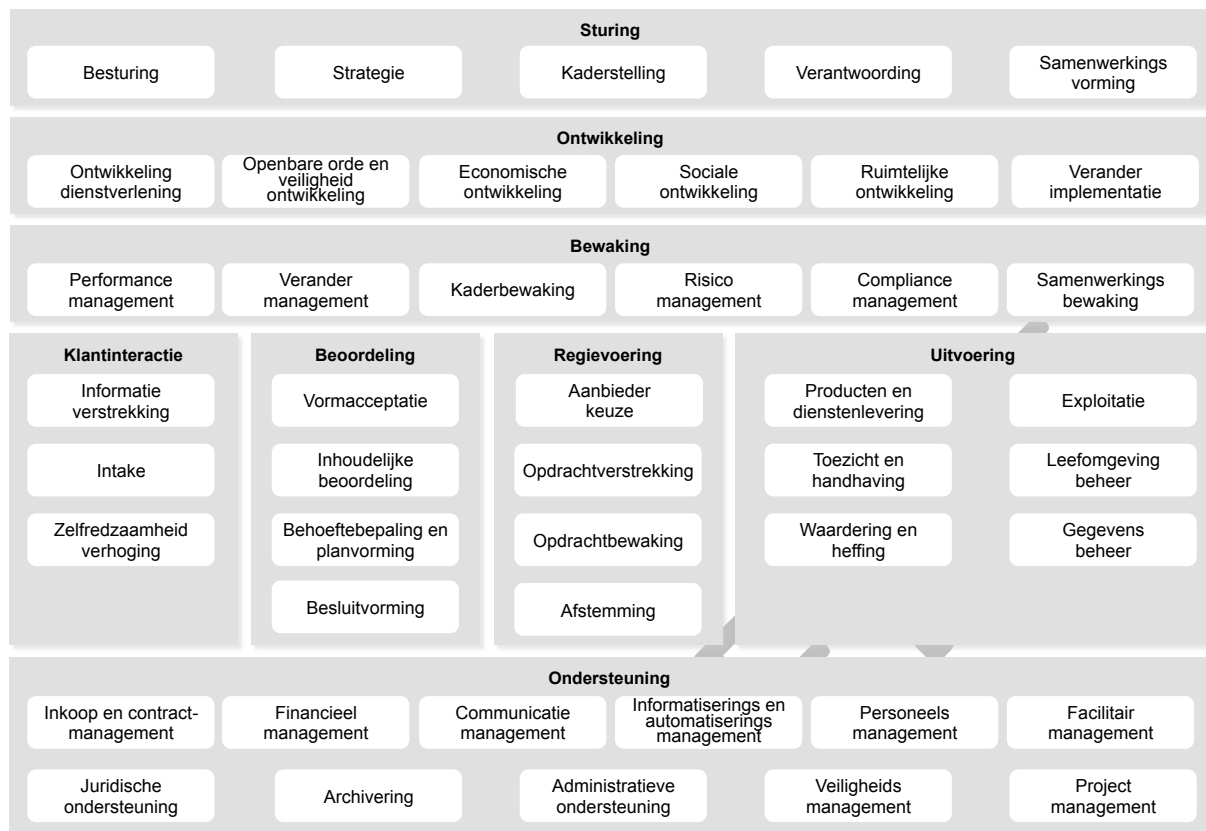 Sturing
Besturing
Strategie
Kaderstelling
Verantwoording
Samenwerkings
vorming
Ontwikkeling
Ontwikkeling
dienstverlening
Openbare orde en
veiligheid
ontwikkeling
Economische
ontwikkeling
Sociale
ontwikkeling
Ruimtelijke
ontwikkeling
Verander
implementatie
Bewaking
Performance
management
Verander
management
Kaderbewaking
Risico
management
Compliance
management
Samenwerkings
bewaking
Klantinteractie
Informatie
verstrekking
Intake
Zelfredzaamheid
verhoging
Beoordeling
Vormacceptatie
Inhoudelijke
beoordeling
Behoeftebepaling en
planvorming
Besluitvorming
Regievoering
Aanbieder
keuze
Opdrachtverstrekking
Opdrachtbewaking
Afstemming
Uitvoering
Producten en
dienstenlevering
Exploitatie
Toezicht en
handhaving
Leefomgeving
beheer
Waardering en
heffing
Gegevens
beheer
Ondersteuning
Inkoop en contract-
management
Financieel
management
Communicatie
management
Informatiserings en
automatiserings
management
Personeels
management
Facilitair
management
Juridische
ondersteuning
Archivering
Administratieve
ondersteuning
Veiligheids
management
Project
management